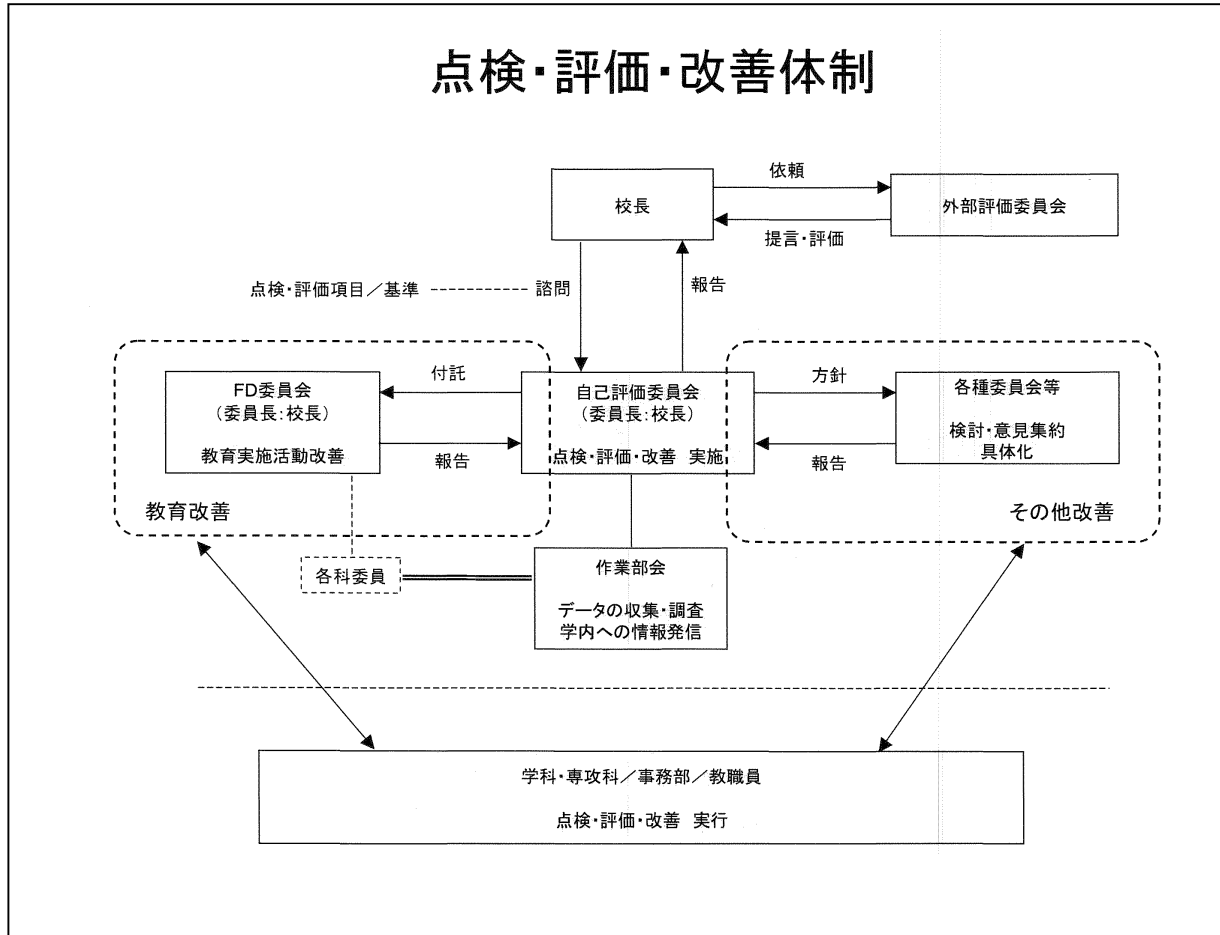 点検・評価・改善体制
依頼
校長
外部評価委員会
提言・評価
点検・評価項目／基準
諮問
報告
FD委員会
（委員長：校長）
教育実施活動改善
付託
報告
自己評価委員会
（委員長：校長）
点検・評価・改善 実施
方針
報告
各種委員会等
検討・意見集約
具体化
教育改善
その他改善
各科委員
作業部会
データの収集・調査
学内への情報発信
学科・専攻科／事務部／教職員
点検・評価・改善 実行